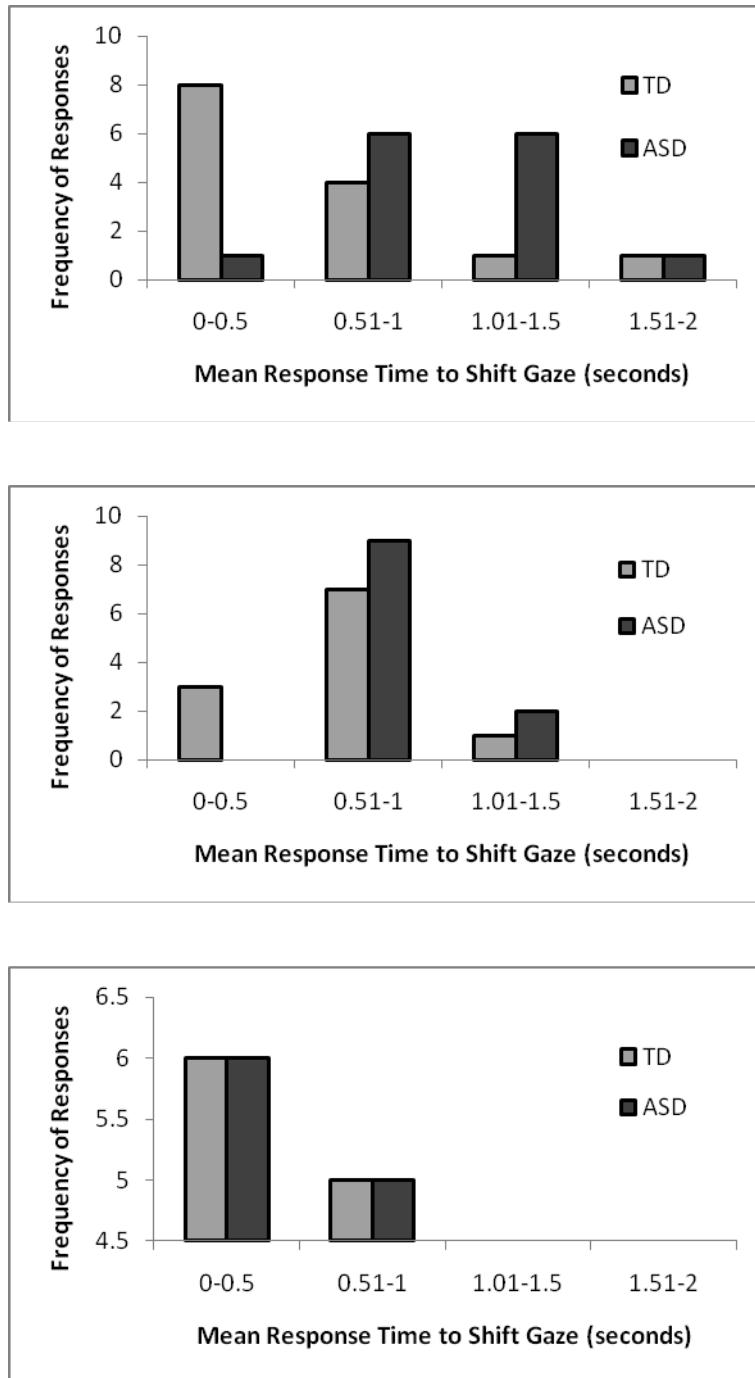 Frequency of Responses
10
8
6
4
2
0
TD
ASD
0-0.5 0.51-1 1.01-1.5 1.51-2
Mean Response Time to Shift Gaze (seconds)
Frequency of Responses
10
8
6
4
2
0
TD
ASD
0-0.5 0.51-1 1.01-1.5 1.51-2
Mean Response Time to Shift Gaze (seconds)
Frequency of Responses
6.5
6
5.5
5
4.5
TD
ASD
0-0.5 0.51-1 1.01-1.5 1.51-2
Mean Response Time to Shift Gaze (seconds)